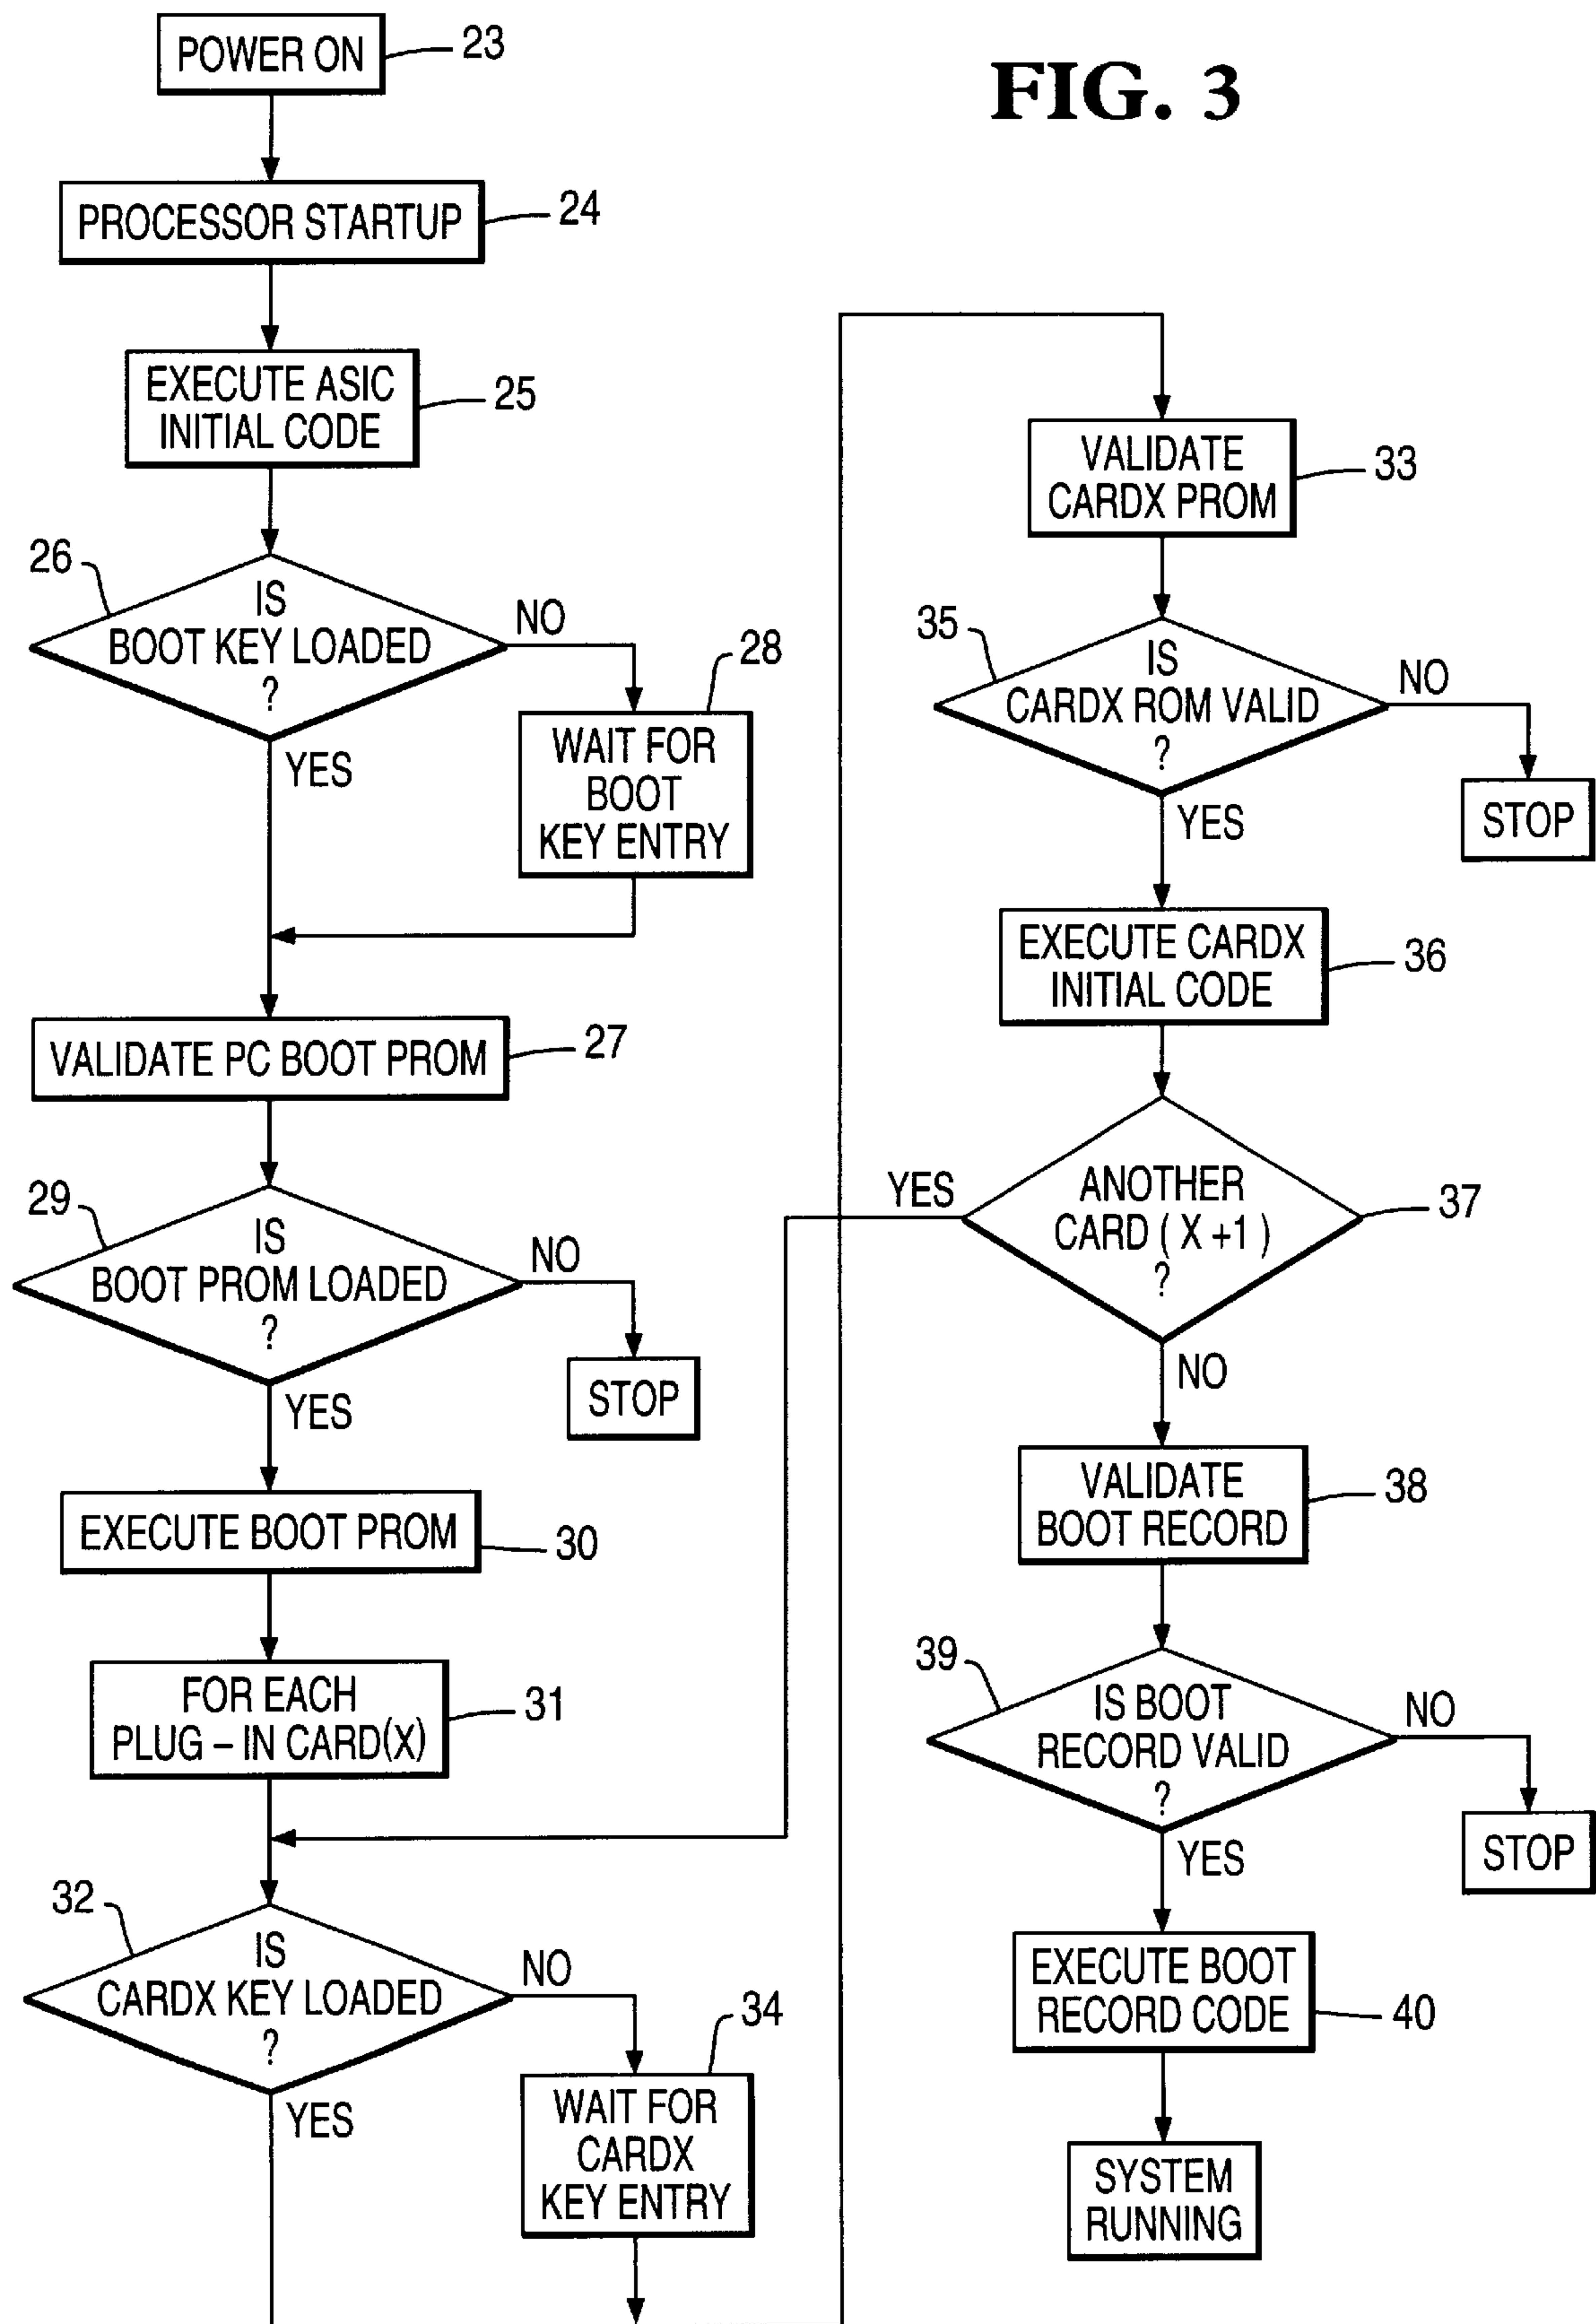 FIG. 3
POWER ON
23
PROCESSOR STARTUP
24
EXECUTE ASIC
INITIAL CODE
25
26
IS
BOOT KEY LOADED
?
NO
YES
28
WAIT FOR
BOOT
KEY ENTRY
VALIDATE PC BOOT PROM
27
29
IS
BOOT PROM LOADED
?
NO
STOP
YES
EXECUTE BOOT PROM
30
FOR EACH
PLUG – IN CARD(X)
31
32
IS
CARDX KEY LOADED
?
NO
YES
34
WAIT FOR
CARDX
KEY ENTRY
VALIDATE
CARDX PROM
33
35
IS
CARDX ROM VALID
?
NO
STOP
YES
EXECUTE CARDX
INITIAL CODE
36
YES
ANOTHER
CARD ( X +1 )
?
37
NO
VALIDATE
BOOT RECORD
38
39
IS BOOT
RECORD VALID
?
NO
STOP
YES
EXECUTE BOOT
RECORD CODE
40
SYSTEM
RUNNING